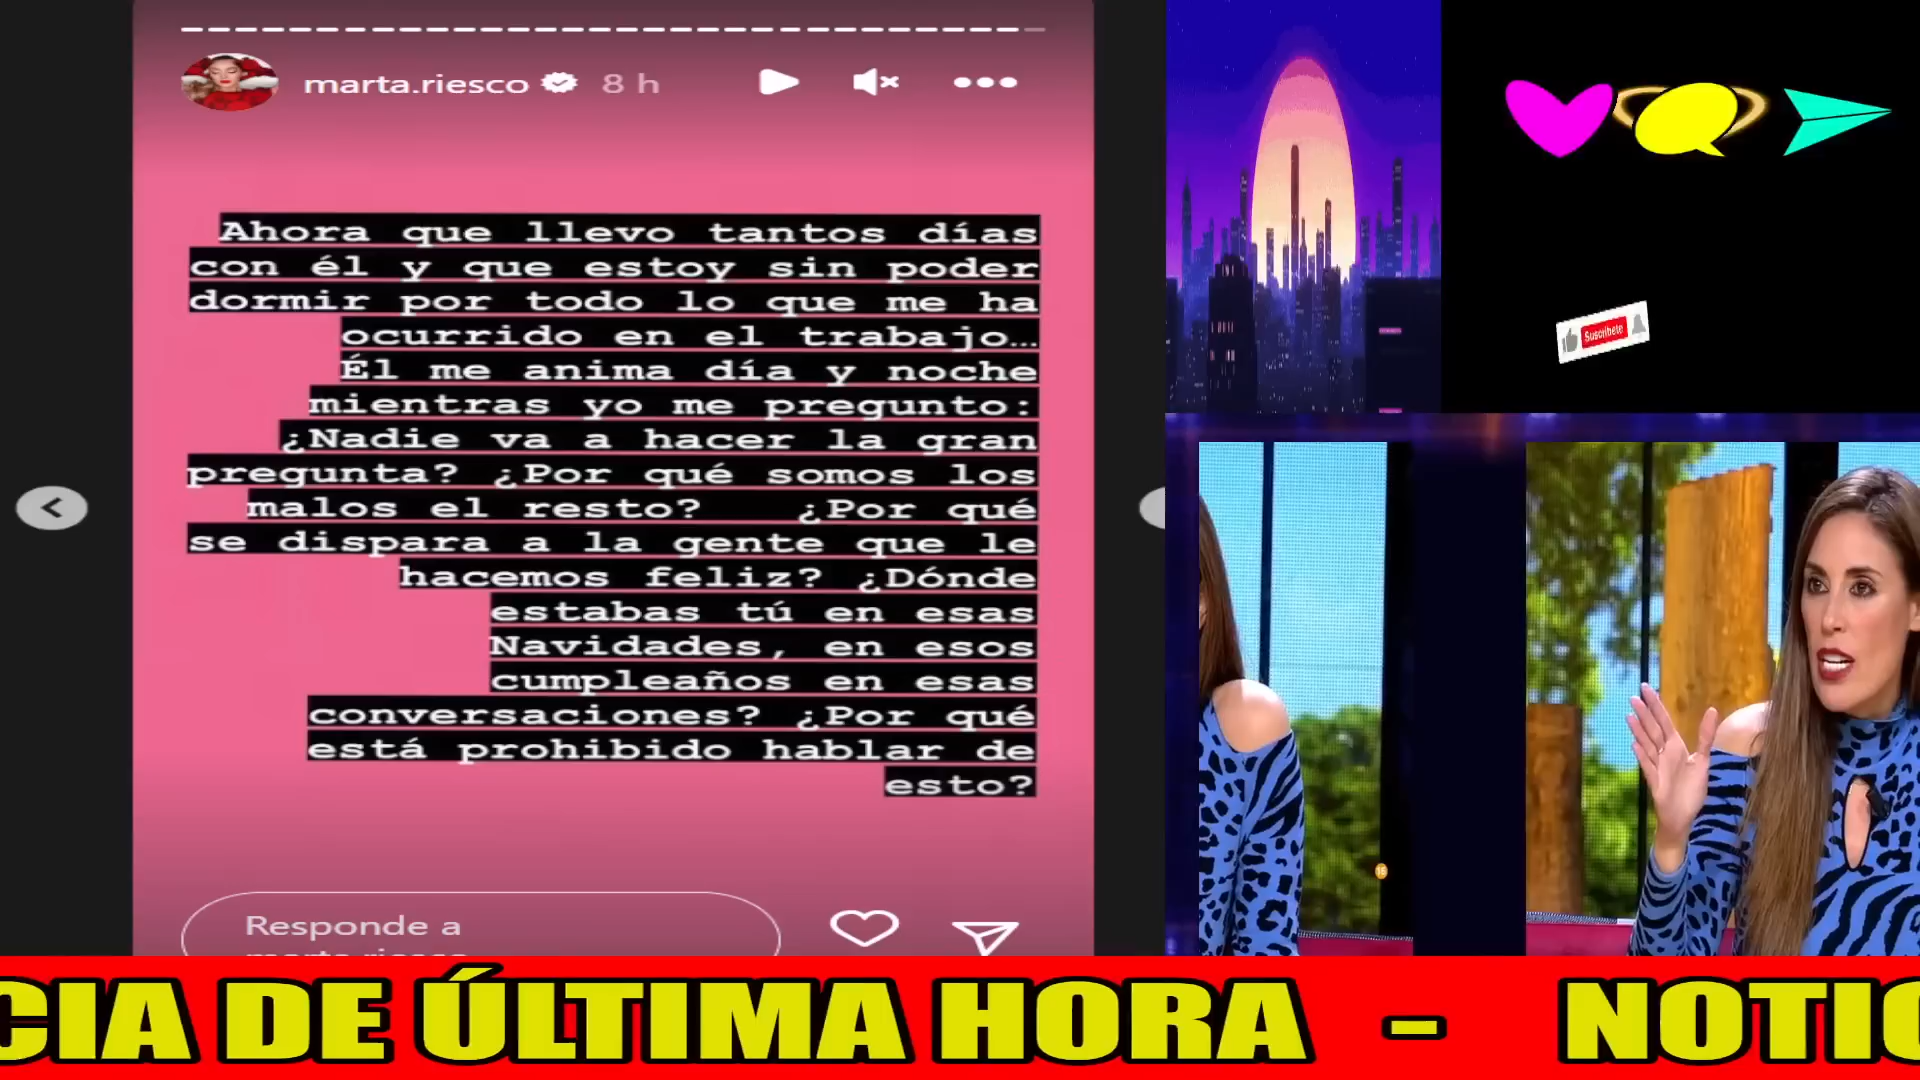 marta.riesco 8 h
Ahora que llevo tantos días
con él y que estoy sin poder
dormir por todo lo que me ha
ocurrido en el trabajo…
Él me anima día y noche
mientras yo me pregunto:
¿Nadie va a hacer la gran
pregunta? ¿Por qué somos los
malos el resto? ¿Por qué
se dispara a la gente que le
hacemos feliz? ¿Dónde
estabas tú en esas
Navidades, en esos
cumpleaños en esas
conversaciones? ¿Por qué
está prohibido hablar de
esto?
Responde a
Suscríbete
CIA DE ÚLTIMA HORA - NOTIC